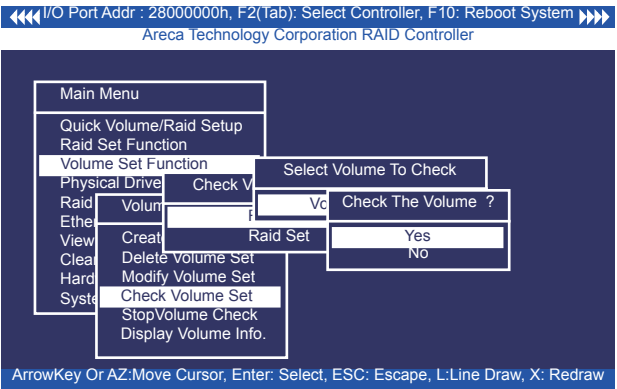 I/O Port Addr : 28000000h, F2(Tab): Select Controller, F10: Reboot System
Areca Technology Corporation RAID Controller
Main Menu
Quick Volume/Raid Setup
Raid Set Function
Volume Set Function
Physical Drive
Raid
Ether
View
Clear
Hard
Syste
Volum
Create
Delete Volume Set
Modify Volume Set
Check Volume Set
StopVolume Check
Display Volume Info.
Check V
Raid Set
Select Volume To Check
Vo
Check The Volume ?
Yes
No
ArrowKey Or AZ:Move Cursor, Enter: Select, ESC: Escape, L:Line Draw, X: Redraw